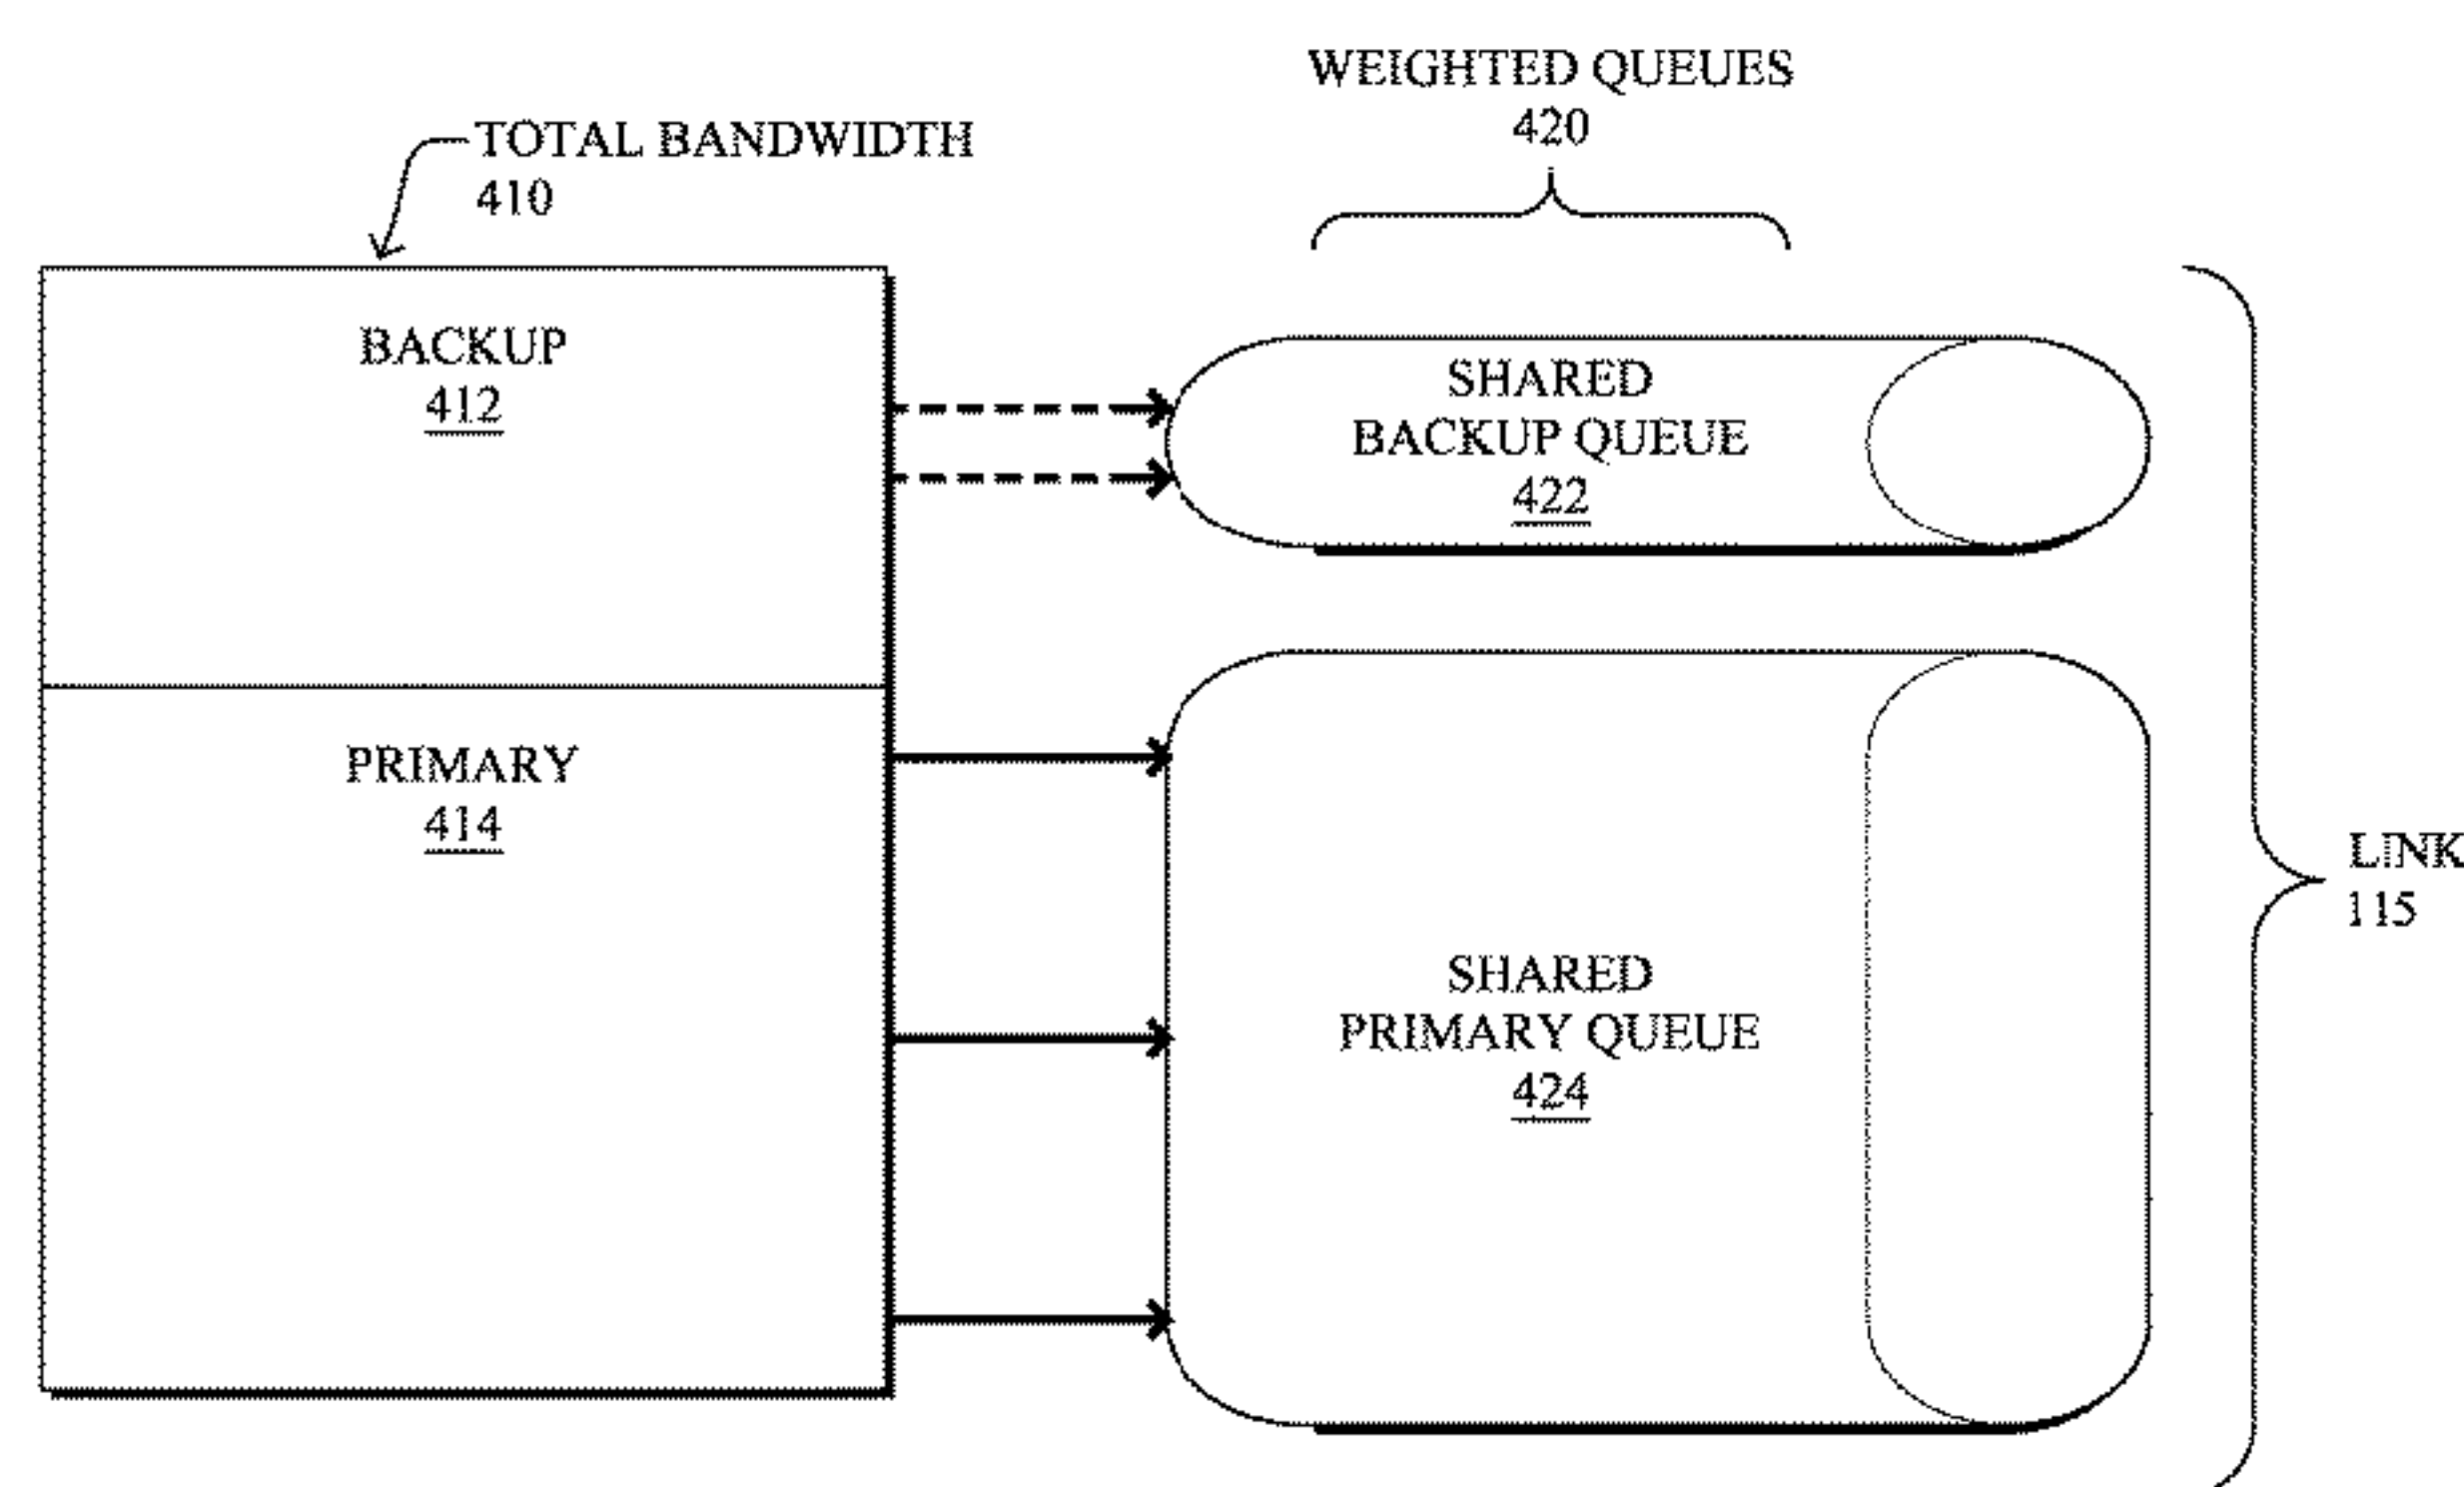 WEIGHTED QUEUES
420
TOTAL BANDWIDTH
410
BACKUP
412
SHARED
BACKUP QUEUE
422
PRIMARY
414
SHARED
PRIMARY QUEUE
424
LINK
115